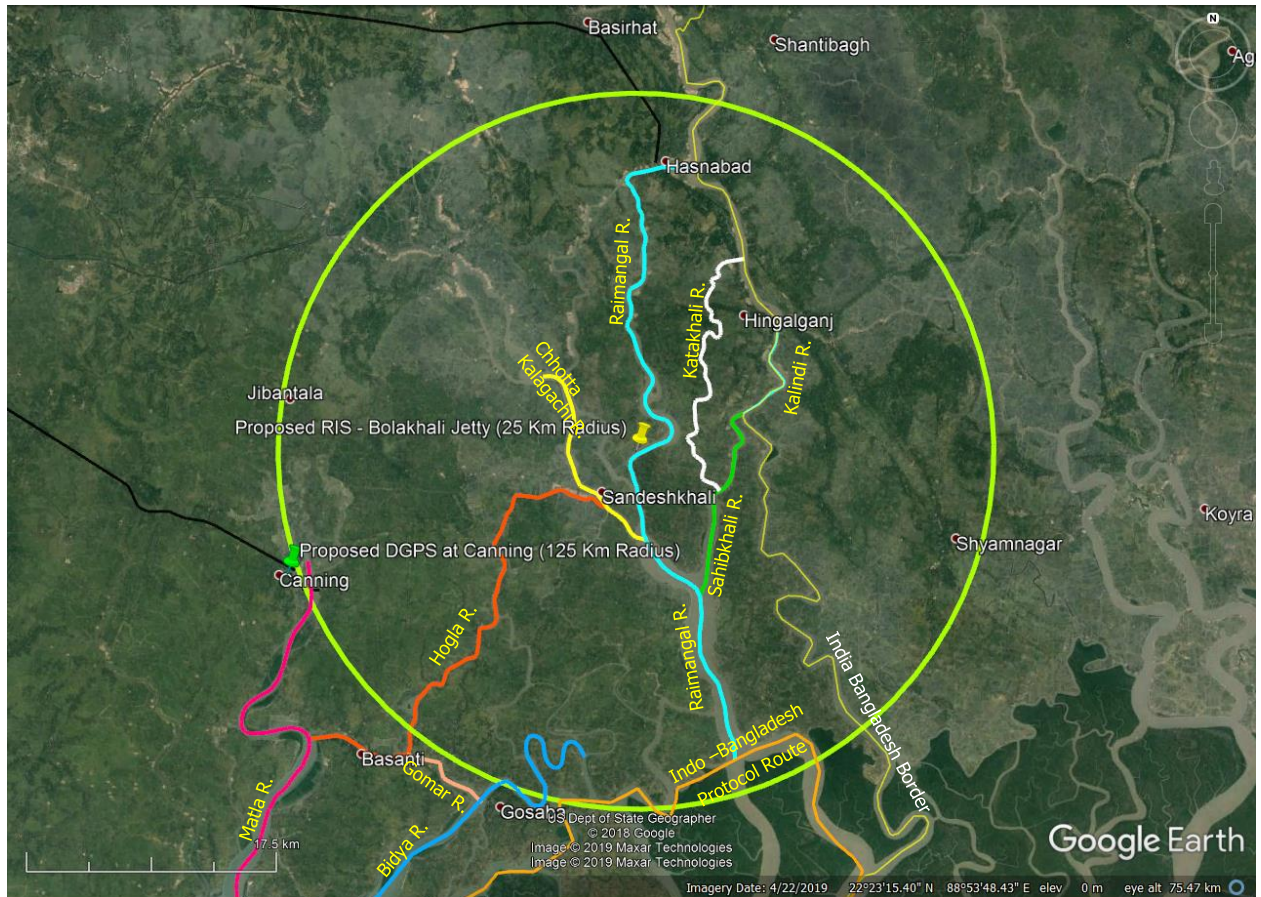 Basirhat
Shantibagh
N
Ag
Hasnabad
Raimangal R.
Katakhali R.
Hingalganj
Kalindi R.
Chhotta
Kalagachi R.
Jibantala
Proposed RIS - Bolakhali Jetty (25 Km Radius)
Sandeshkhali
Sahibkhali R.
Koyra
Shyamnagar
Proposed DGPS at Canning (125 Km Radius)
Canning
Hogla R.
Raimangal R.
India Bangladesh Border
Indo –Bangladesh
Protocol Route
Basanti
Gomar R.
Gosaba
Matla R.
Bidya R.
17.5 km
US Dept of State Geographer
© 2018 Google
Image © 2019 Maxar Technologies
Image © 2019 Maxar Technologies
Google Earth
Imagery Date: 4/22/2019 22°23'15.40" N 88°53'48.43" E elev 0 m eye alt 75.47 km